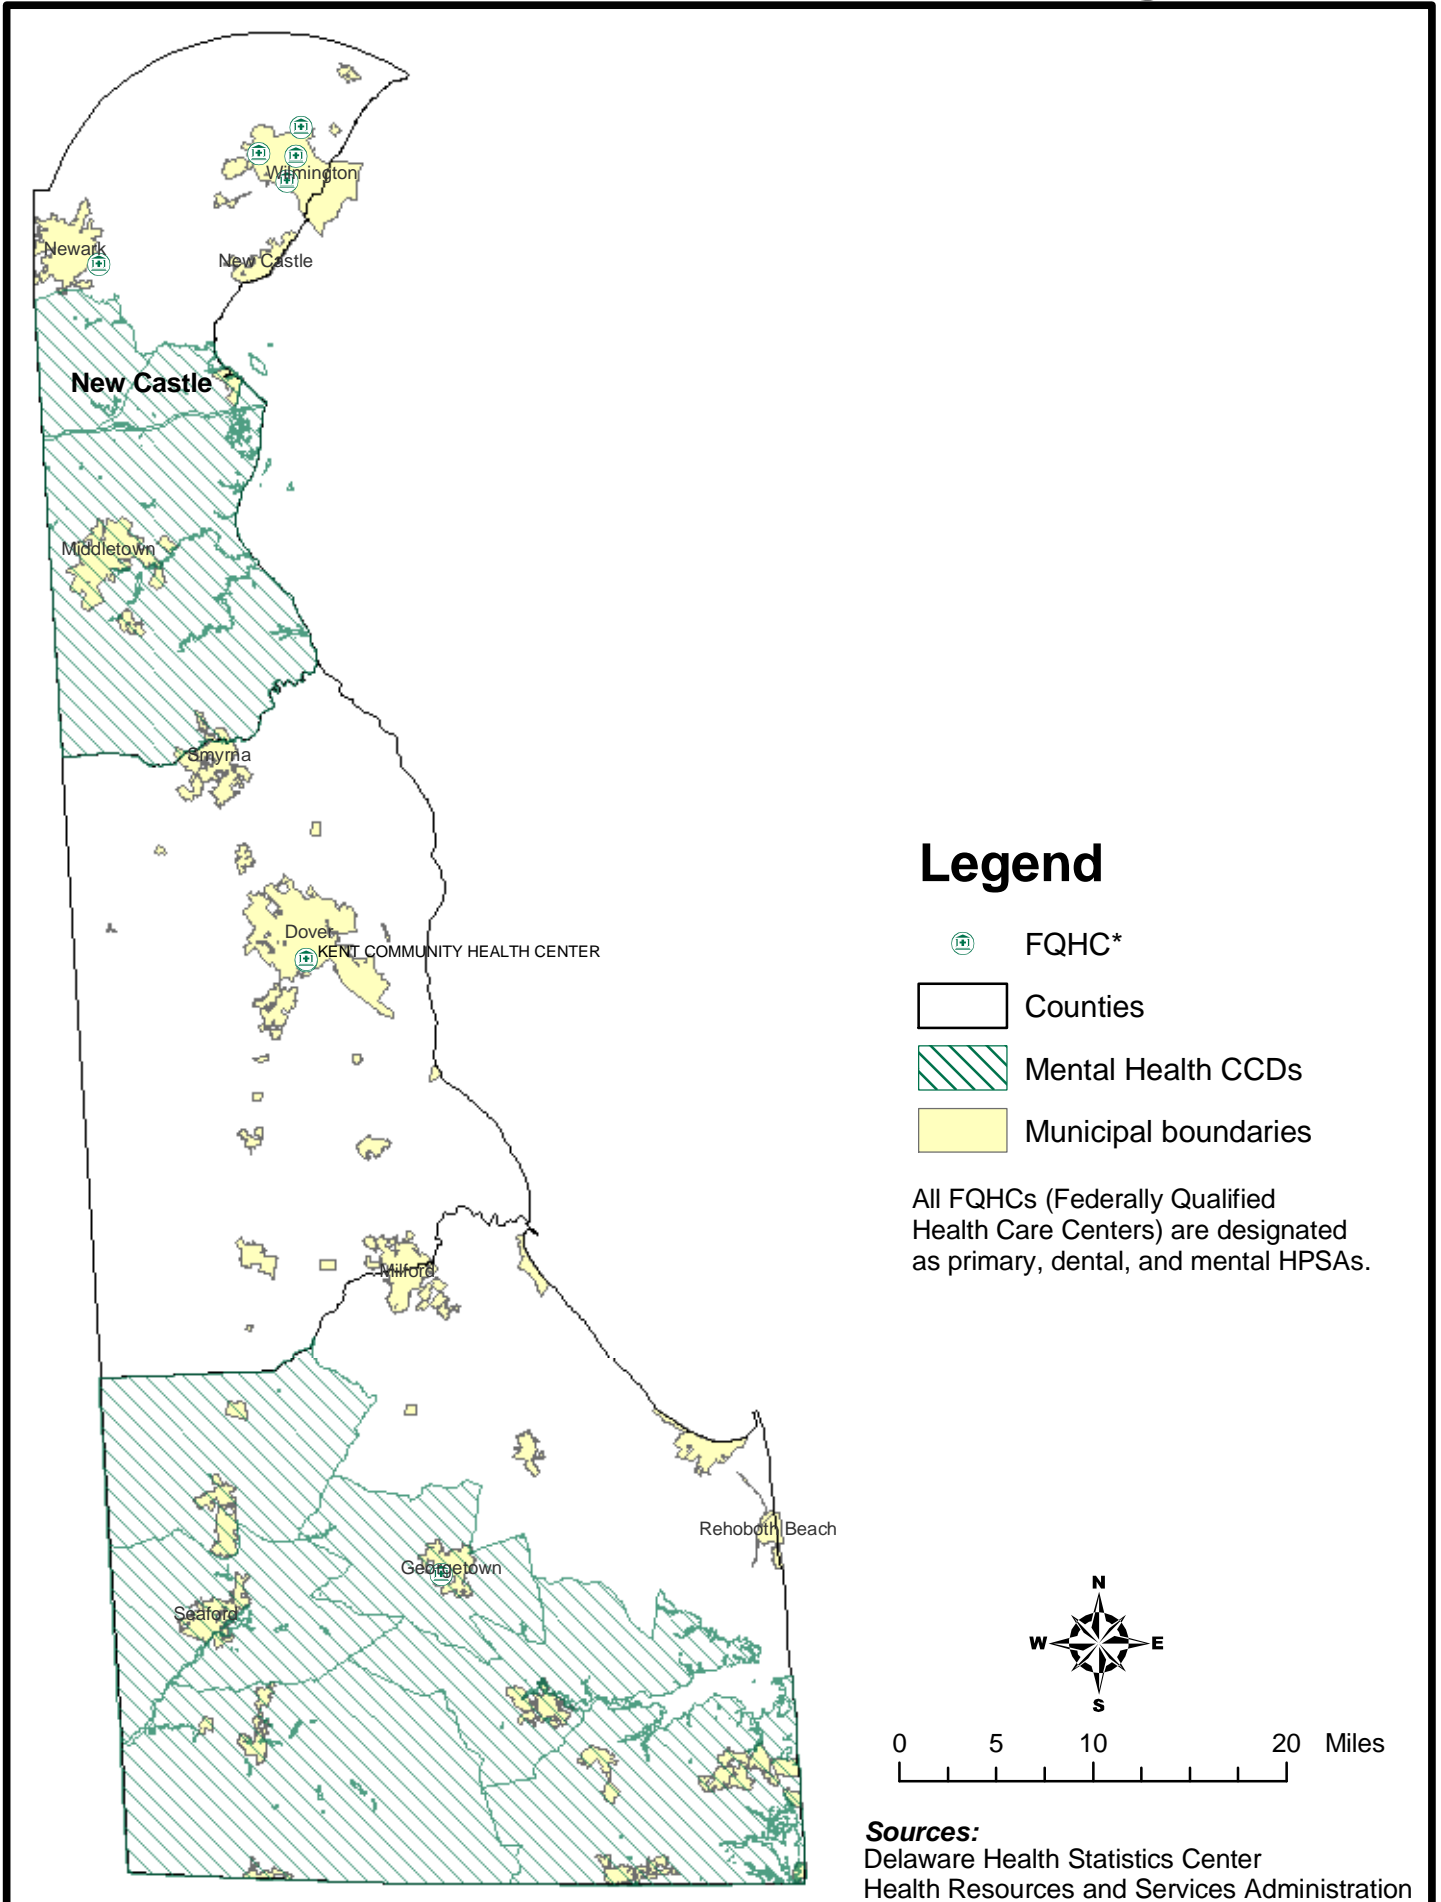 Wilmington
Newark
New Castle
New Castle
Middletown
Smyrna
Dover
KENT COMMUNITY HEALTH CENTER
Milford
Rehoboth Beach
Georgetown
Seaford
Legend
FQHC*
Counties
Mental Health CCDs
Municipal boundaries
All FQHCs (Federally Qualified
Health Care Centers) are designated
as primary, dental, and mental HPSAs.
N
W E
S
0 5 10 20 Miles
Sources:
Delaware Health Statistics Center
Health Resources and Services Administration